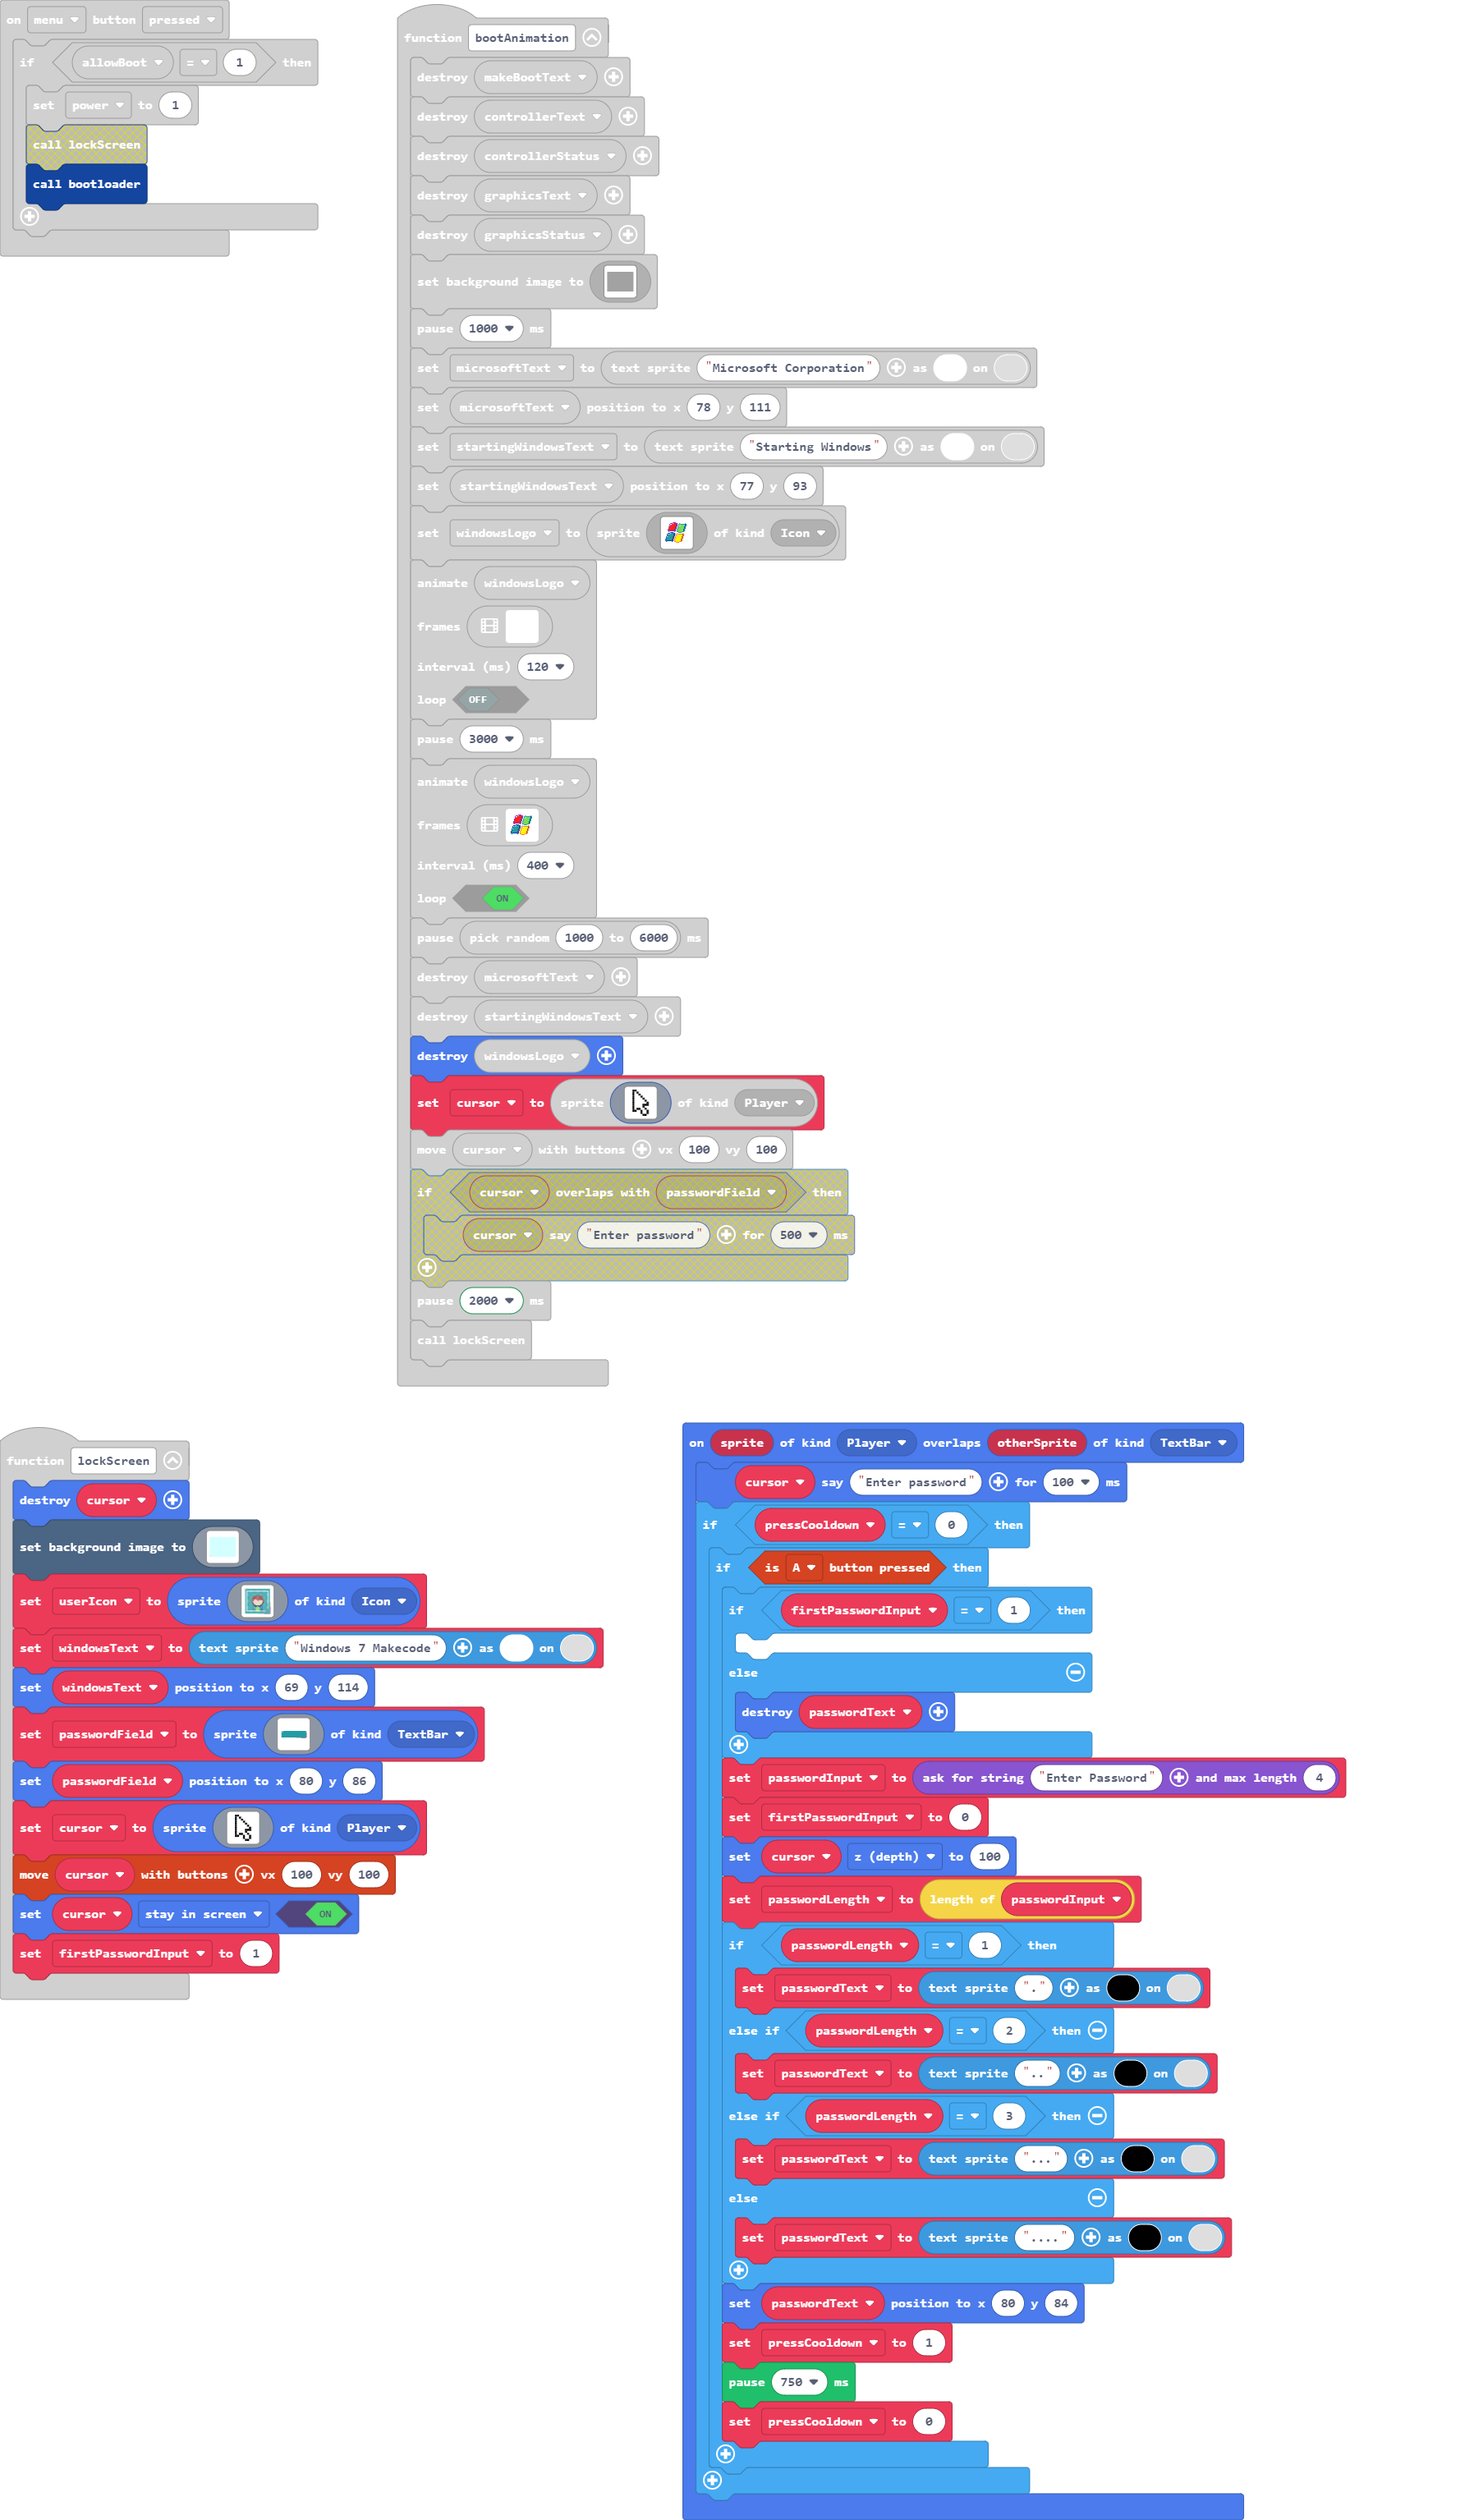 on menu button pressed
if allowBoot = 1 then
set power to 1
call lockScreen
call bootloader
function bootAnimation
destroy makeBootText
destroy controllerText
destroy controllerStatus
destroy graphicsText
destroy graphicsStatus
set background image to
pause 1000 ms
set microsoftText to text sprite "Microsoft Corporation" as on
set microsoftText position to x 78 y 111
set startingWindowsText to text sprite "Starting Windows" as on
set startingWindowsText position to x 77 y 93
set windowsLogo to sprite of kind Icon
animate windowsLogo
frames
interval (ms) 120
loop OFF
pause 3000 ms
animate windowsLogo
frames
interval (ms) 400
loop ON
pause pick random 1000 to 6000 ms
destroy microsoftText
destroy startingWindowsText
destroy windowsLogo
set cursor to sprite of kind Player
move cursor with buttons vx 100 vy 100
if cursor overlaps with passwordField then
cursor say "Enter password" for 500 ms
pause 2000 ms
call lockScreen
function lockScreen
destroy cursor
set background image to
set userIcon to sprite of kind Icon
set windowsText to text sprite "Windows 7 Makecode" as on
set windowsText position to x 69 y 114
set passwordField to sprite of kind TextBar
set passwordField position to x 80 y 86
set cursor to sprite of kind Player
move cursor with buttons vx 100 vy 100
set cursor stay in screen ON
set firstPasswordInput to 1
on sprite of kind Player overlaps otherSprite of kind TextBar
cursor say "Enter password" for 100 ms
if pressCooldown = 0 then
if is A button pressed then
if firstPasswordInput = 1 then
else
destroy passwordText
set passwordInput to ask for string "Enter Password" and max length 4
set firstPasswordInput to 0
set cursor z (depth) to 100
set passwordLength to length of passwordInput
if passwordLength = 1 then
set passwordText to text sprite "." as on
else if passwordLength = 2 then
set passwordText to text sprite ".." as on
else if passwordLength = 3 then
set passwordText to text sprite "..." as on
else
set passwordText to text sprite "...." as on
set passwordText position to x 80 y 84
set pressCooldown to 1
pause 750 ms
set pressCooldown to 0